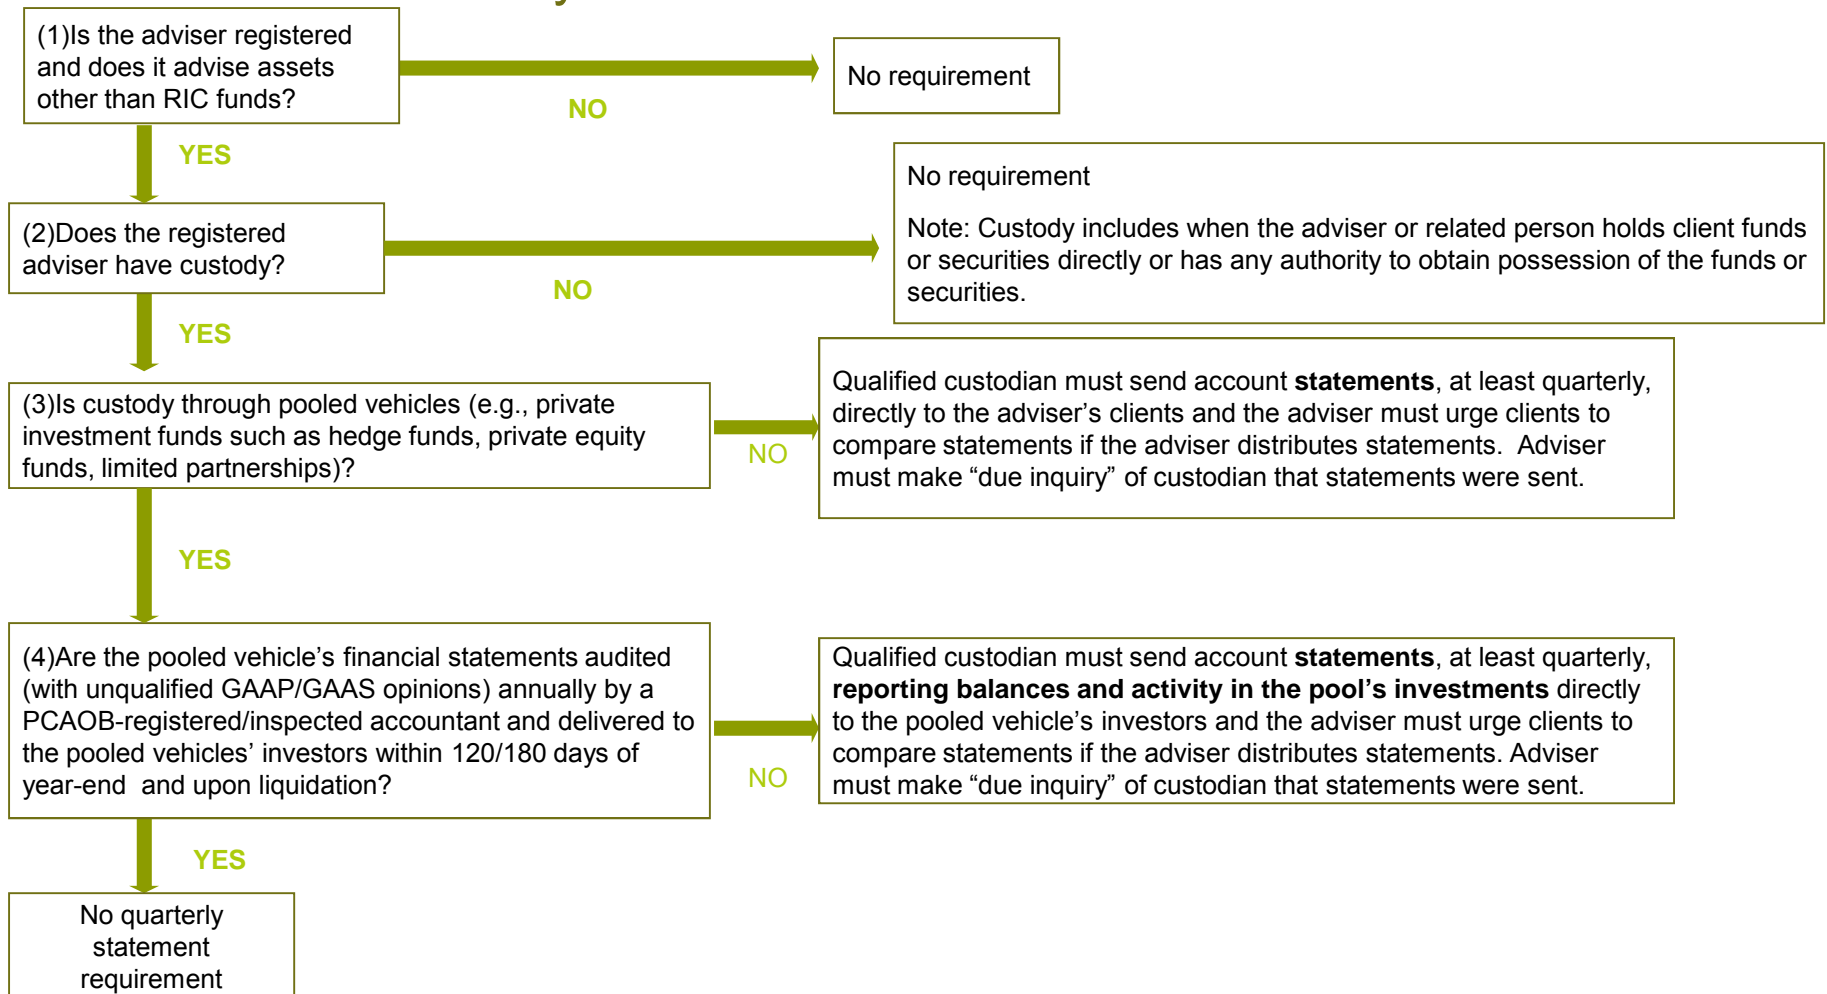 (1)Is the adviser registered
and does it advise assets
other than RIC funds?
NO
No requirement
YES
(2)Does the registered
adviser have custody?
NO
No requirement
Note: Custody includes when the adviser or related person holds client funds
or securities directly or has any authority to obtain possession of the funds or
securities.
YES
(3)Is custody through pooled vehicles (e.g., private
investment funds such as hedge funds, private equity
funds, limited partnerships)?
NO
Qualified custodian must send account statements, at least quarterly,
directly to the adviser’s clients and the adviser must urge clients to
compare statements if the adviser distributes statements.  Adviser
must make “due inquiry” of custodian that statements were sent.
YES
(4)Are the pooled vehicle’s financial statements audited
(with unqualified GAAP/GAAS opinions) annually by a
PCAOB-registered/inspected accountant and delivered to
the pooled vehicles’ investors within 120/180 days of
year-end  and upon liquidation?
NO
Qualified custodian must send account statements, at least quarterly,
reporting balances and activity in the pool’s investments directly
to the pooled vehicle’s investors and the adviser must urge clients to
compare statements if the adviser distributes statements. Adviser
must make “due inquiry” of custodian that statements were sent.
YES
No quarterly
statement
requirement